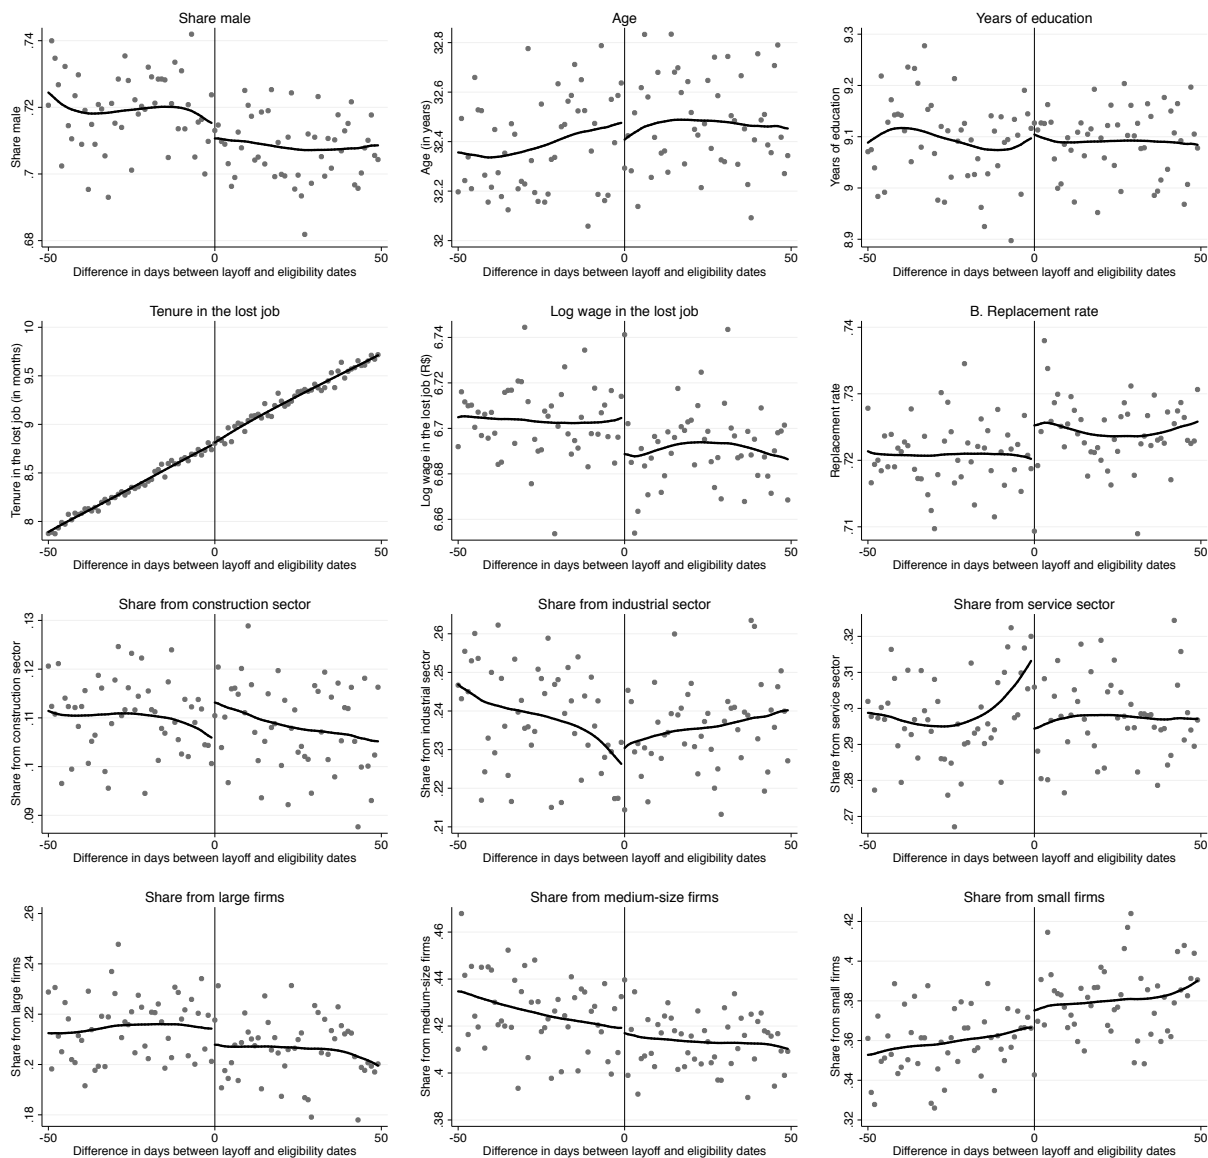 Share male
Share male
.74
.72
.7
.68
-50
0
50
Difference in days between layoff and eligibility dates
Age
Age (in years)
32.8
32.6
32.4
32.2
32
-50
0
50
Difference in days between layoff and eligibility dates
Years of education
Years of education
9.3
9.2
9.1
9
8.9
-50
0
50
Difference in days between layoff and eligibility dates
Tenure in the lost job
Tenure in the lost job (in months)
10
9.5
9
8.5
8
-50
0
50
Difference in days between layoff and eligibility dates
Log wage in the lost job
Log wage in the lost job (R$)
6.74
6.72
6.7
6.68
6.66
-50
0
50
Difference in days between layoff and eligibility dates
B. Replacement rate
Replacement rate
.74
.73
.72
.71
-50
0
50
Difference in days between layoff and eligibility dates
Share from construction sector
Share from construction sector
.13
.12
.11
.1
.09
-50
0
50
Difference in days between layoff and eligibility dates
Share from industrial sector
Share from industrial sector
.26
.25
.24
.23
.22
.21
-50
0
50
Difference in days between layoff and eligibility dates
Share from service sector
Share from service sector
.32
.31
.3
.29
.28
.27
-50
0
50
Difference in days between layoff and eligibility dates
Share from large firms
Share from large firms
.26
.24
.22
.2
.18
-50
0
50
Difference in days between layoff and eligibility dates
Share from medium-size firms
Share from medium-size firms
.46
.44
.42
.4
.38
-50
0
50
Difference in days between layoff and eligibility dates
Share from small firms
Share from small firms
.42
.4
.38
.36
.34
.32
-50
0
50
Difference in days between layoff and eligibility dates